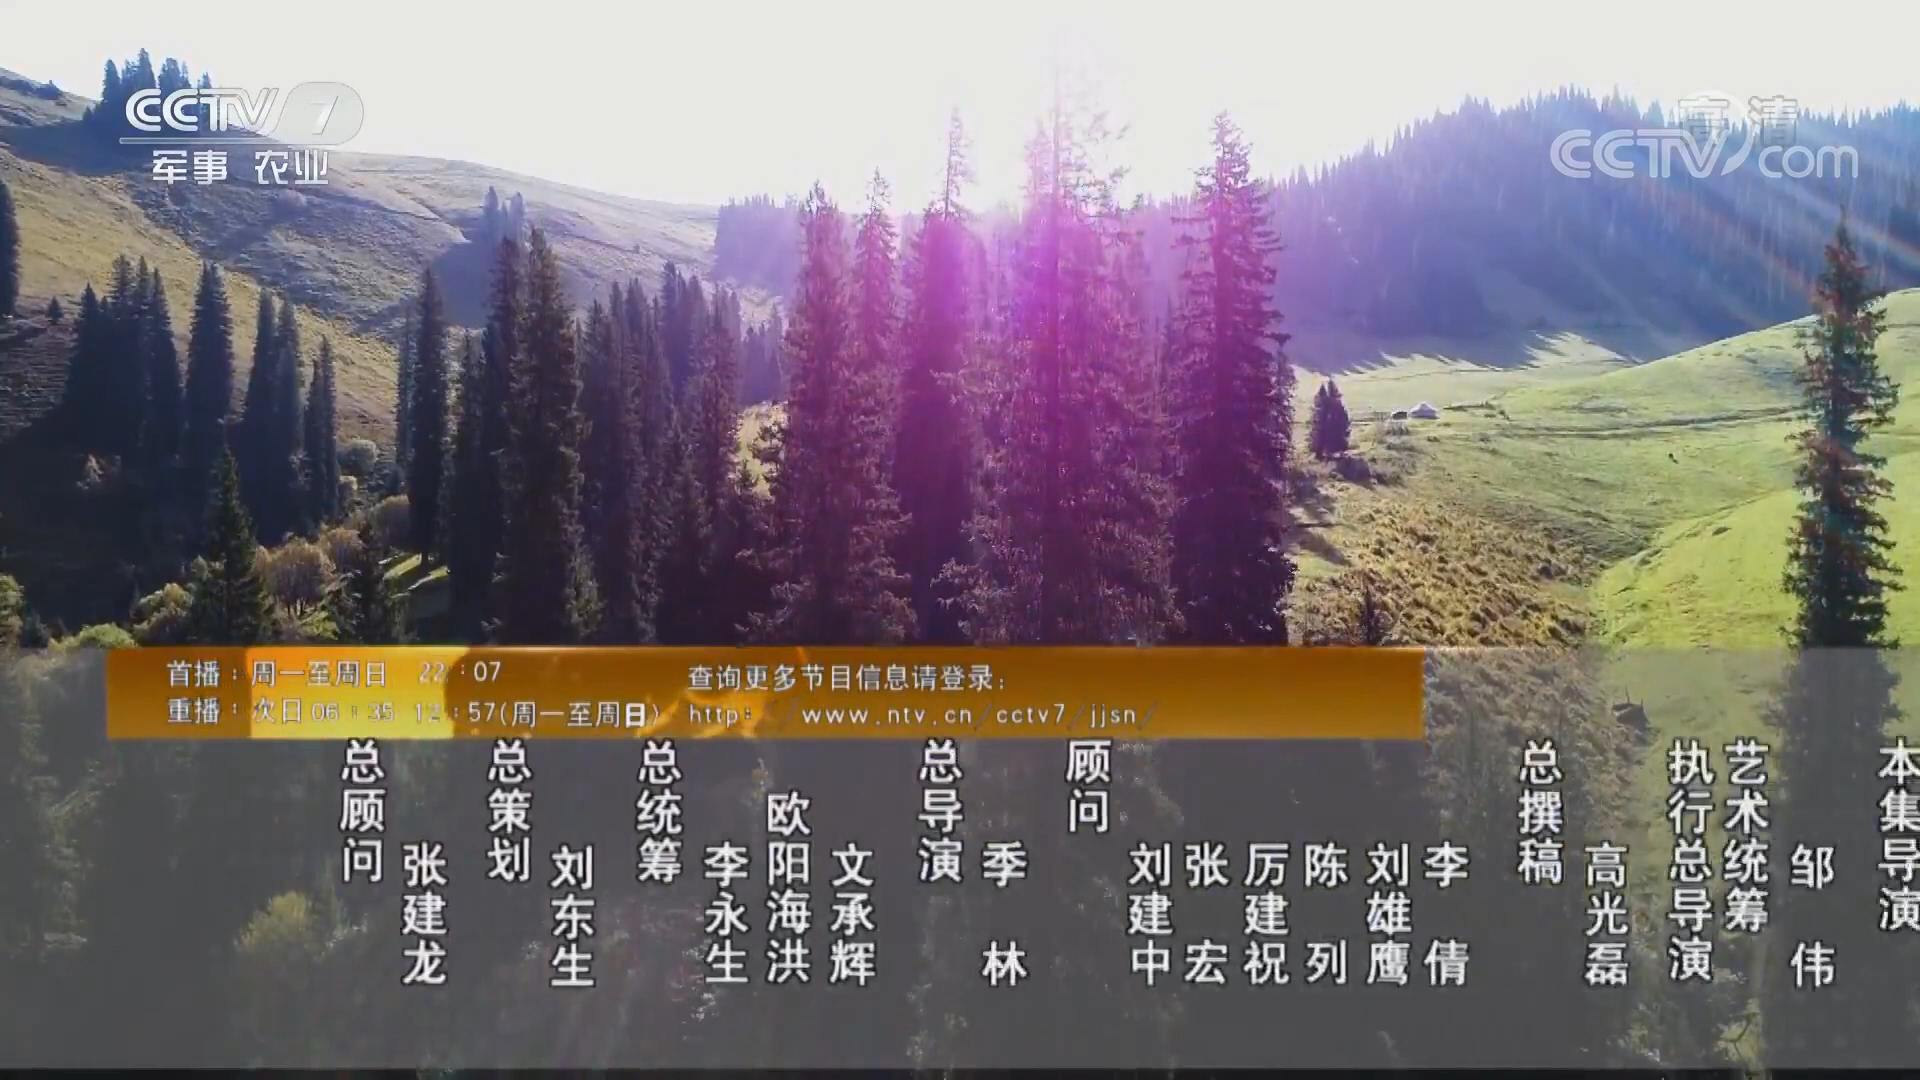 CCTV 7
军事 农业
高清
CCTV.com
首播：周一至周日 22：07
重播：次日06：35 12：57(周一至周日)
查询更多节目信息请登录：
http://www.ntv.cn/cctv7/jjsn/
总顾问
张建龙
总策划
刘东生
总统筹
李永生
欧阳海洪
文承辉
总导演
季林
顾问
刘建中
张宏
厉建祝
陈列
刘雄鹰
李倩
总撰稿
高光磊
执行总导演
艺术统筹
邹伟
本集导演